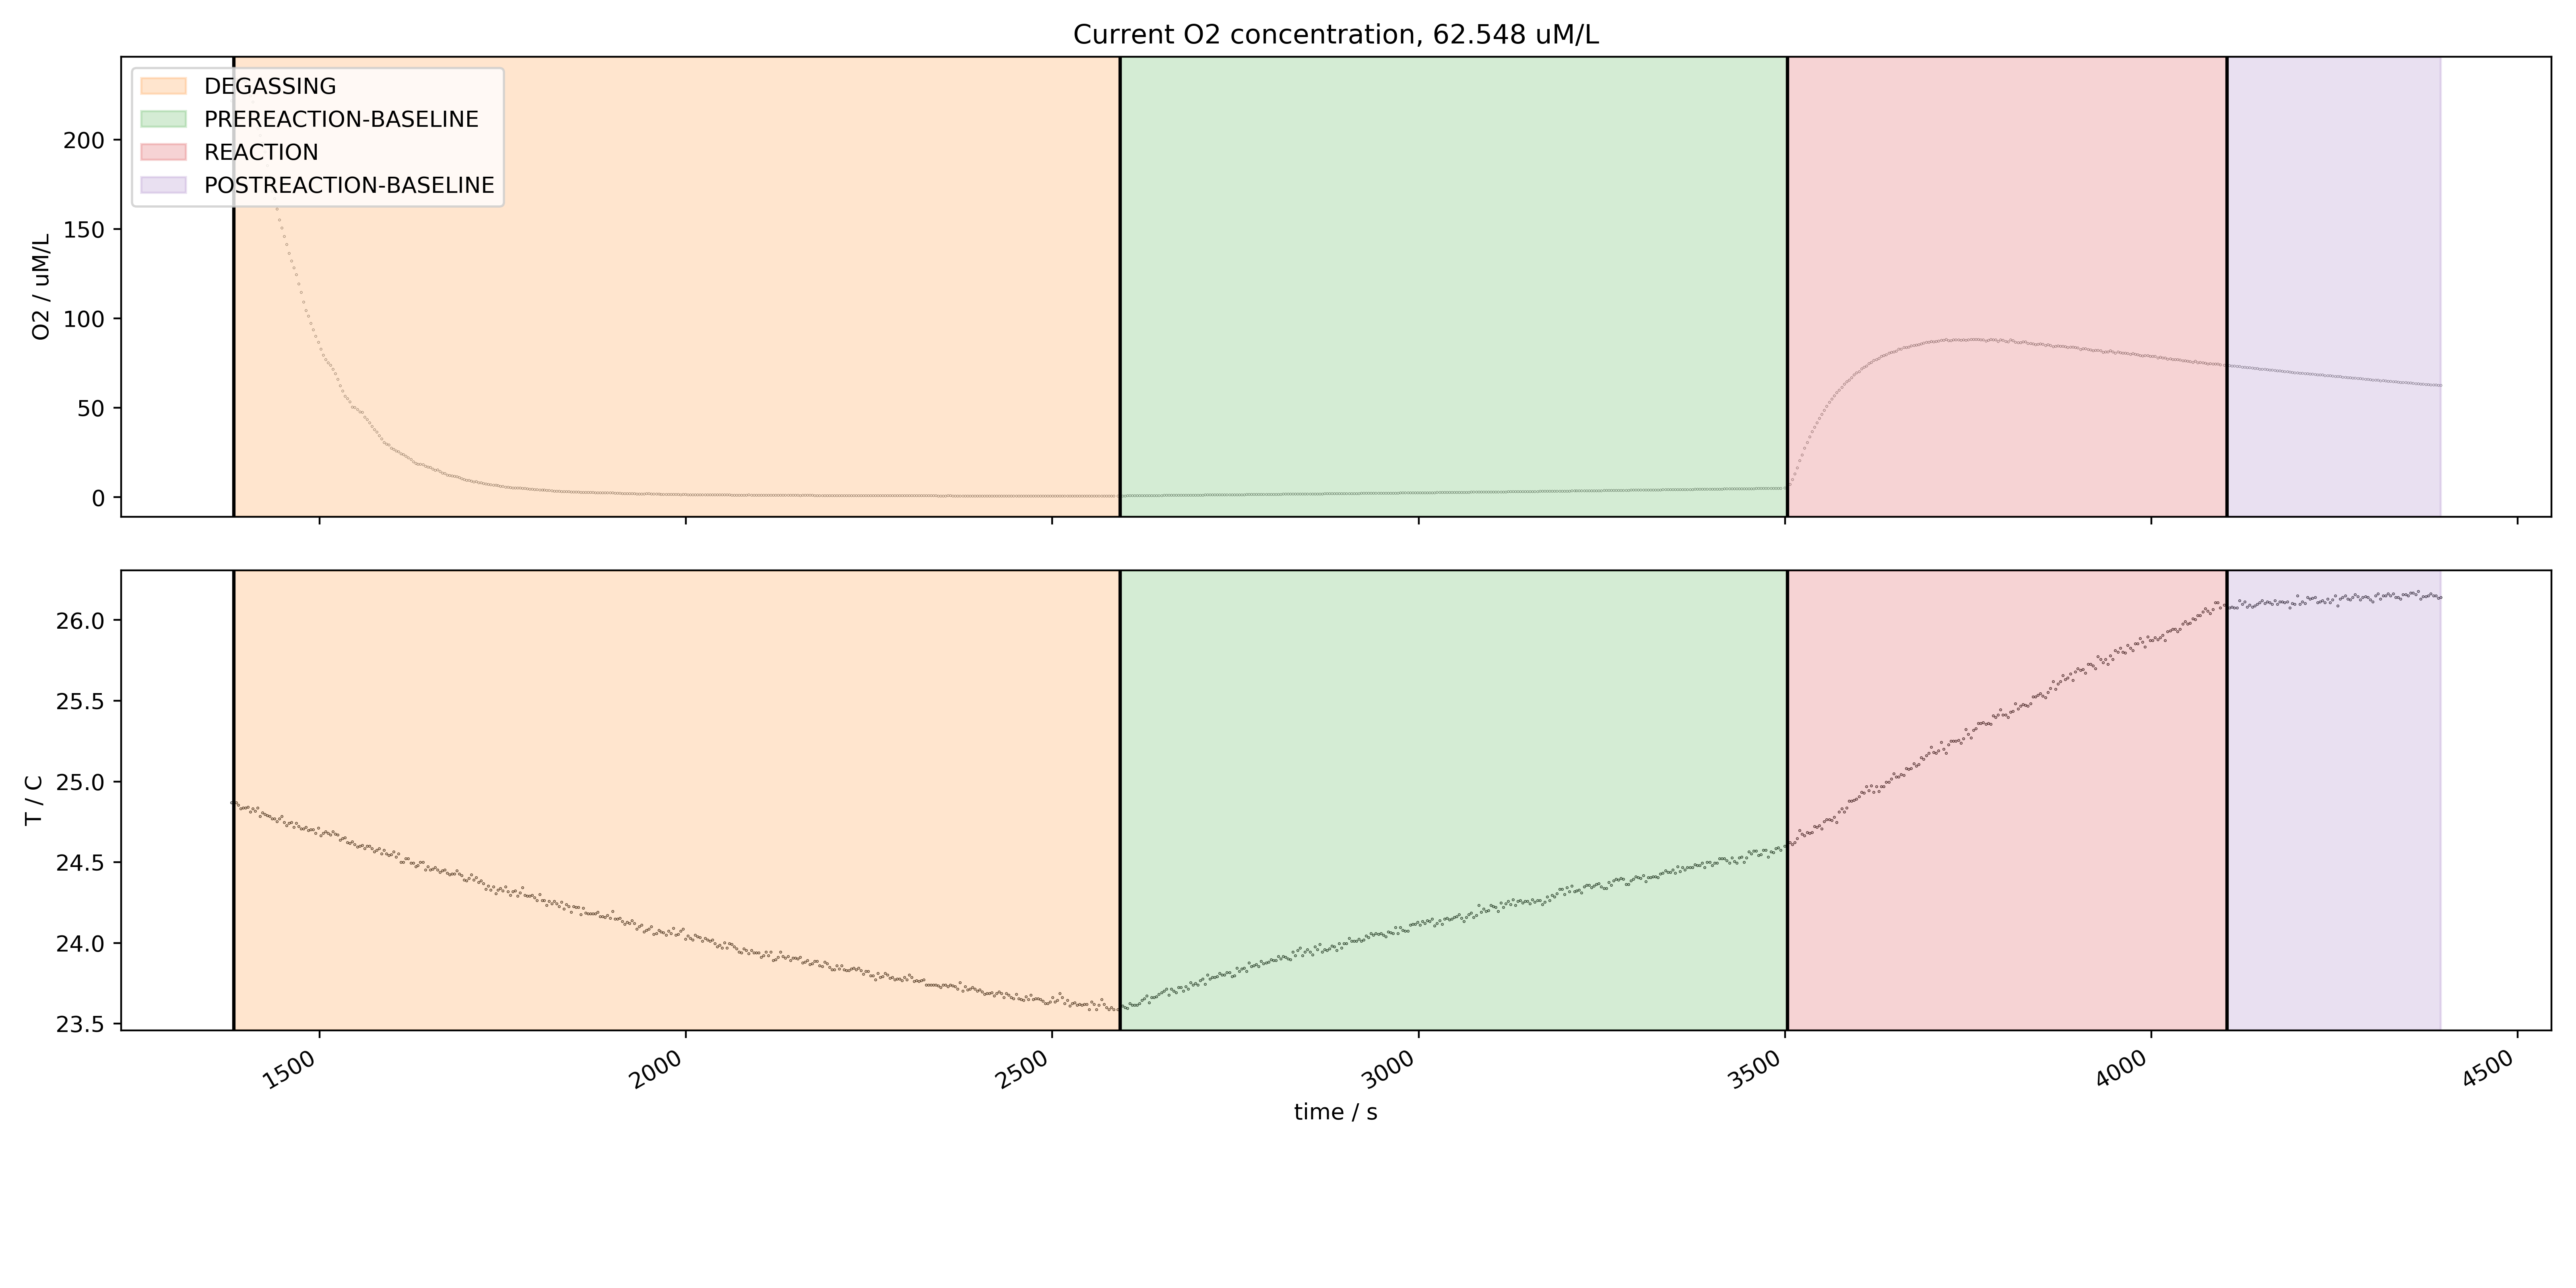 Current O2 concentration, 62.548 uM/L
DEGASSING
PREREACTION-BASELINE
REACTION
POSTREACTION-BASELINE
200
150
100
50
0
O2 / uM/L
26.0
25.5
25.0
24.5
24.0
23.5
T / C
1500
2000
2500
3000
3500
4000
4500
time / s